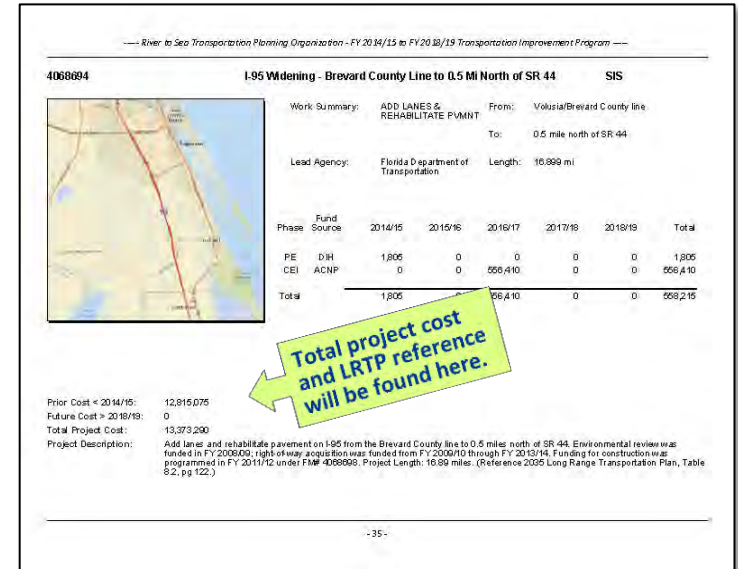 ---- River to Sea Transportation Planning Organization - FY 2014/15 to FY 2018/19 Transportation Improvement Program ----
4068694 I-95 Widening - Brevard County Line to 0.5 Mi North of SR 44 SIS
Work Summary: ADD LANES & REHABILITATE PVMNT From: Volusia/Brevard County line
To: 0.5 mile north of SR 44
Lead Agency: Florida Department of Transportation Length: 16.899 mi
Phase Fund Source 2014/15 2015/16 2016/17 2017/18 2018/19 Total
PE DIH 1,805 0 0 0 0 1,805
CEI ACNP 0 0 556,410 0 0 556,410
Total 1,805 0 56,410 0 0 558,215
Total project cost
and LRTP reference
will be found here.
Prior Cost < 2014/15: 12,815,075
Future Cost > 2018/19: 0
Total Project Cost: 13,373,290
Project Description: Add lanes and rehabilitate pavement on I-95 from the Brevard County line to 0.5 miles north of SR 44. Environmental review was
funded in FY 2008/09; right-of-way acquisition was funded from FY 2009/10 through FY 2013/14. Funding for construction was
programmed in FY 2011/12 under FM# 4068698. Project Length: 16.89 miles. (Reference 2035 Long Range Transportation Plan, Table
8.2, pg 122.)
- 35 -